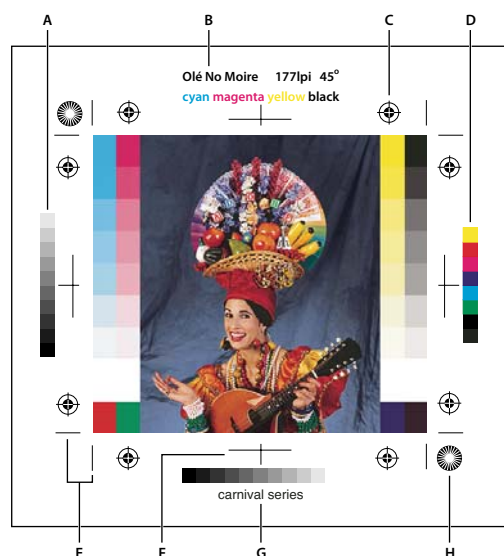 A B C D
Olé No Moire 177lpi 45°
cyan magenta yellow black
carnival series
E F G H